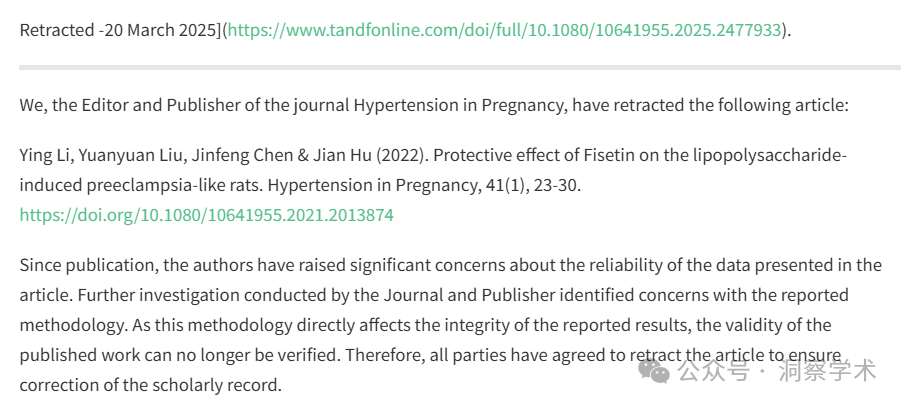 Retracted -20 March 2025](https://www.tandfonline.com/doi/full/10.1080/10641955.2025.2477933).
We, the Editor and Publisher of the journal Hypertension in Pregnancy, have retracted the following article:
Ying Li, Yuanyuan Liu, Jinfeng Chen & Jian Hu (2022). Protective effect of Fisetin on the lipopolysaccharide-
induced preeclampsia-like rats. Hypertension in Pregnancy, 41(1), 23-30.
https://doi.org/10.1080/10641955.2021.2013874
Since publication, the authors have raised significant concerns about the reliability of the data presented in the
article. Further investigation conducted by the Journal and Publisher identified concerns with the reported
methodology. As this methodology directly affects the integrity of the reported results, the validity of the
published work can no longer be verified. Therefore, all parties have agreed to retract the article to ensure
correction of the scholarly record.
公众号 · 洞察学术